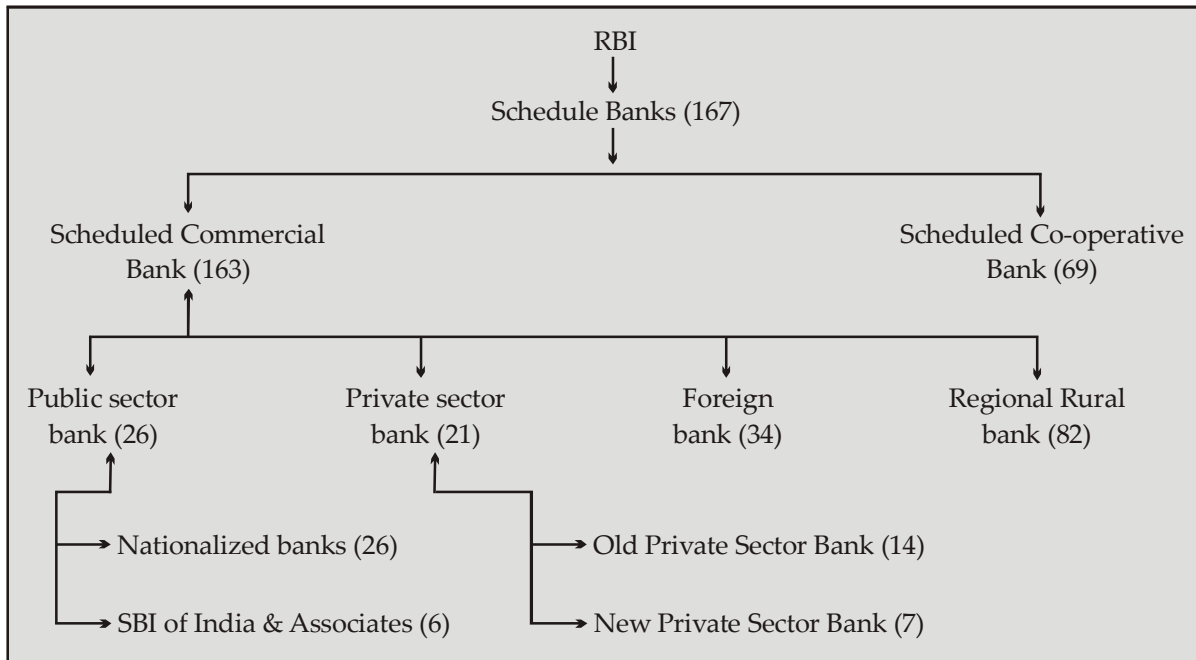 RBI
Schedule Banks (167)
Scheduled Commercial
Bank (163)
Scheduled Co-operative
Bank (69)
Public sector
bank (26)
Private sector
bank (21)
Foreign
bank (34)
Regional Rural
bank (82)
Nationalized banks (26)
Old Private Sector Bank (14)
SBI of India & Associates (6)
New Private Sector Bank (7)